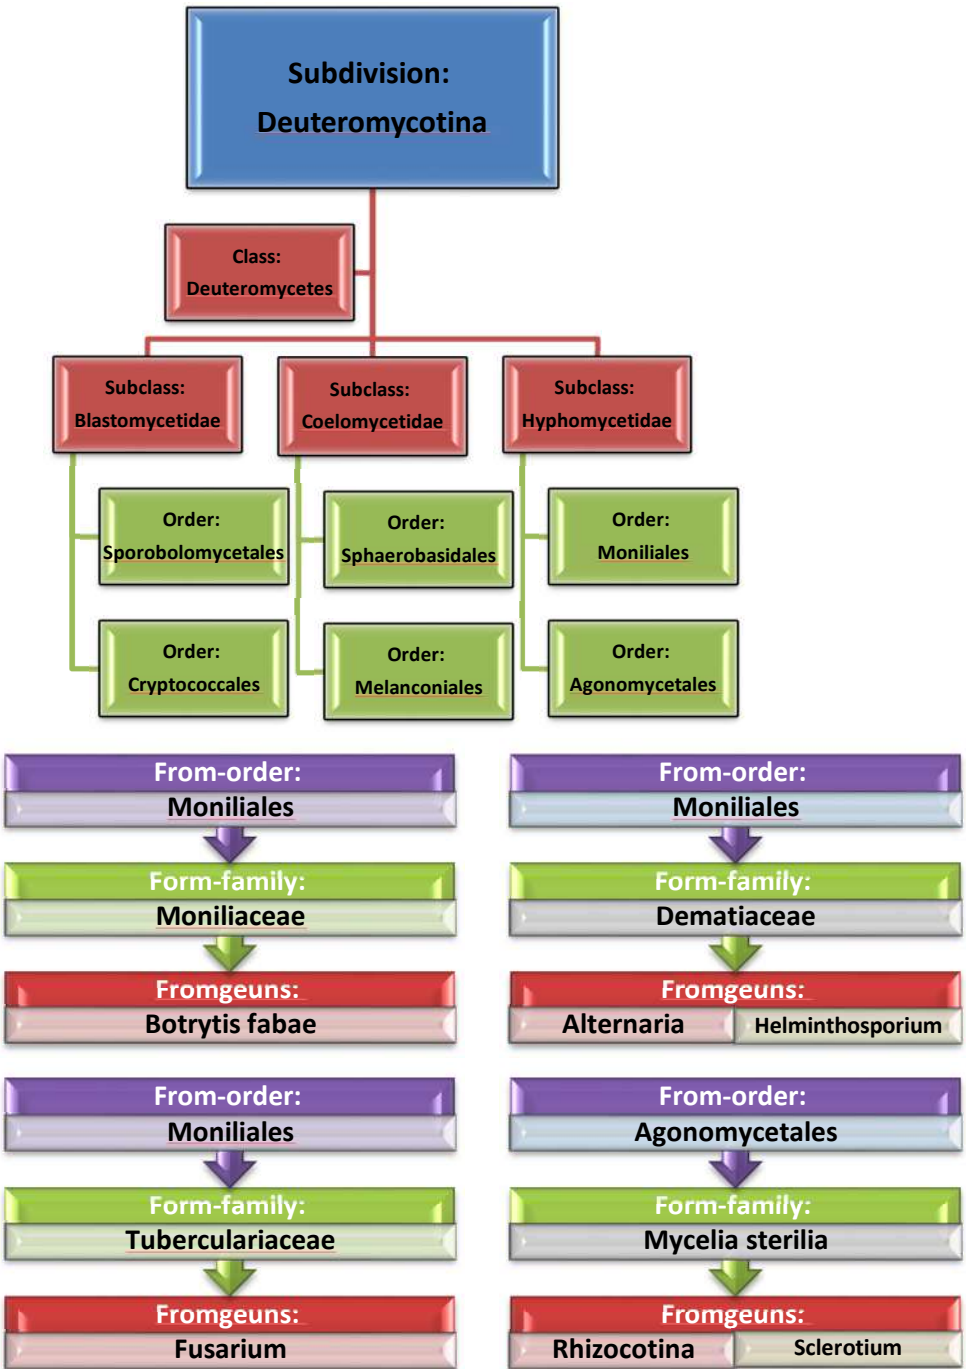 Subdivision:
Deuteromycotina
Class:
Deuteromycetes
Subclass:
Blastomycetidae
Subclass:
Coelomycetidae
Subclass:
Hyphomycetidae
Order:
Sporobolomycetales
Order:
Sphaerobasidales
Order:
Moniliales
Order:
Cryptococcales
Order:
Melanconiales
Order:
Agonomycetales
From-order:
Moniliales
Form-family:
Moniliaceae
Fromgeuns:
Botrytis fabae
From-order:
Moniliales
Form-family:
Dematiaceae
Fromgeuns:
Alternaria
Helminthosporium
From-order:
Moniliales
Form-family:
Tuberculariaceae
Fromgeuns:
Fusarium
From-order:
Agonomycetales
Form-family:
Mycelia sterilia
Fromgeuns:
Rhizocotina
Sclerotium